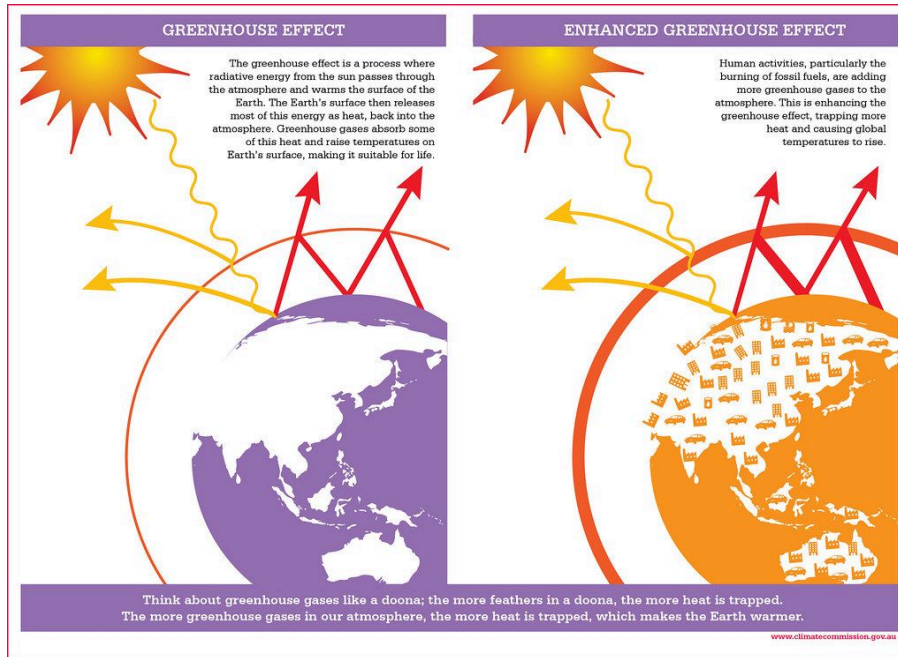 GREENHOUSE EFFECT
The greenhouse effect is a process where
radiative energy from the sun passes through
the atmosphere and warms the surface of the
Earth. The Earth's surface then releases
most of this energy as heat, back into the
atmosphere. Greenhouse gases absorb some
of this heat and raise temperatures on
Earth's surface, making it suitable for life.
ENHANCED GREENHOUSE EFFECT
Human activities, particularly the
burning of fossil fuels, are adding
more greenhouse gases to the
atmosphere. This is enhancing the
greenhouse effect, trapping more
heat and causing global
temperatures to rise.
Think about greenhouse gases like a doona; the more feathers in a doona, the more heat is trapped.
The more greenhouse gases in our atmosphere, the more heat is trapped, which makes the Earth warmer.
www.climatecommission.gov.au